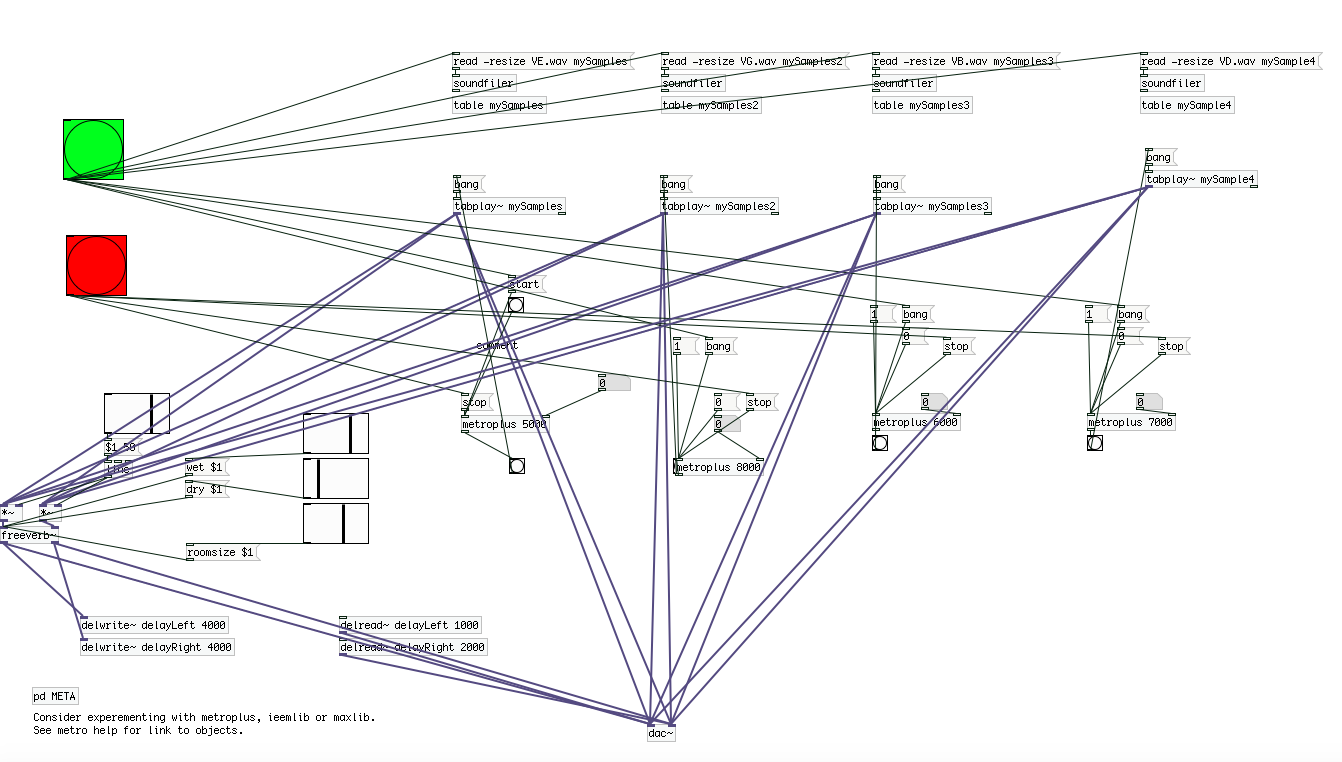 read -resize VE.wav mySamples
read -resize VG.wav mySamples2
read -resize VB.wav mySamples3
read -resize VD.wav mySample4
soundfiler
soundfiler
soundfiler
soundfiler
table mySamples
table mySamples2
table mySamples3
table mySample4
bang
bang
bang
bang
tabplay~ mySamples
tabplay~ mySamples2
tabplay~ mySamples3
tabplay~ mySample4
start
comment
1
bang
0
stop
1
bang
0
stop
1
bang
0
stop
0
stop
0
0
0
0
metroplus 5000
metroplus 8000
metroplus 6000
metroplus 7000
$1 50
line
wet $1
dry $1
*~
*~
freeverb~
roomsize $1
delwrite~ delayLeft 4000
delwrite~ delayRight 4000
delread~ delayLeft 1000
delread~ delayRight 2000
pd META
Consider experementing with metroplus, ieemlib or maxlib.
See metro help for link to objects.
dac~